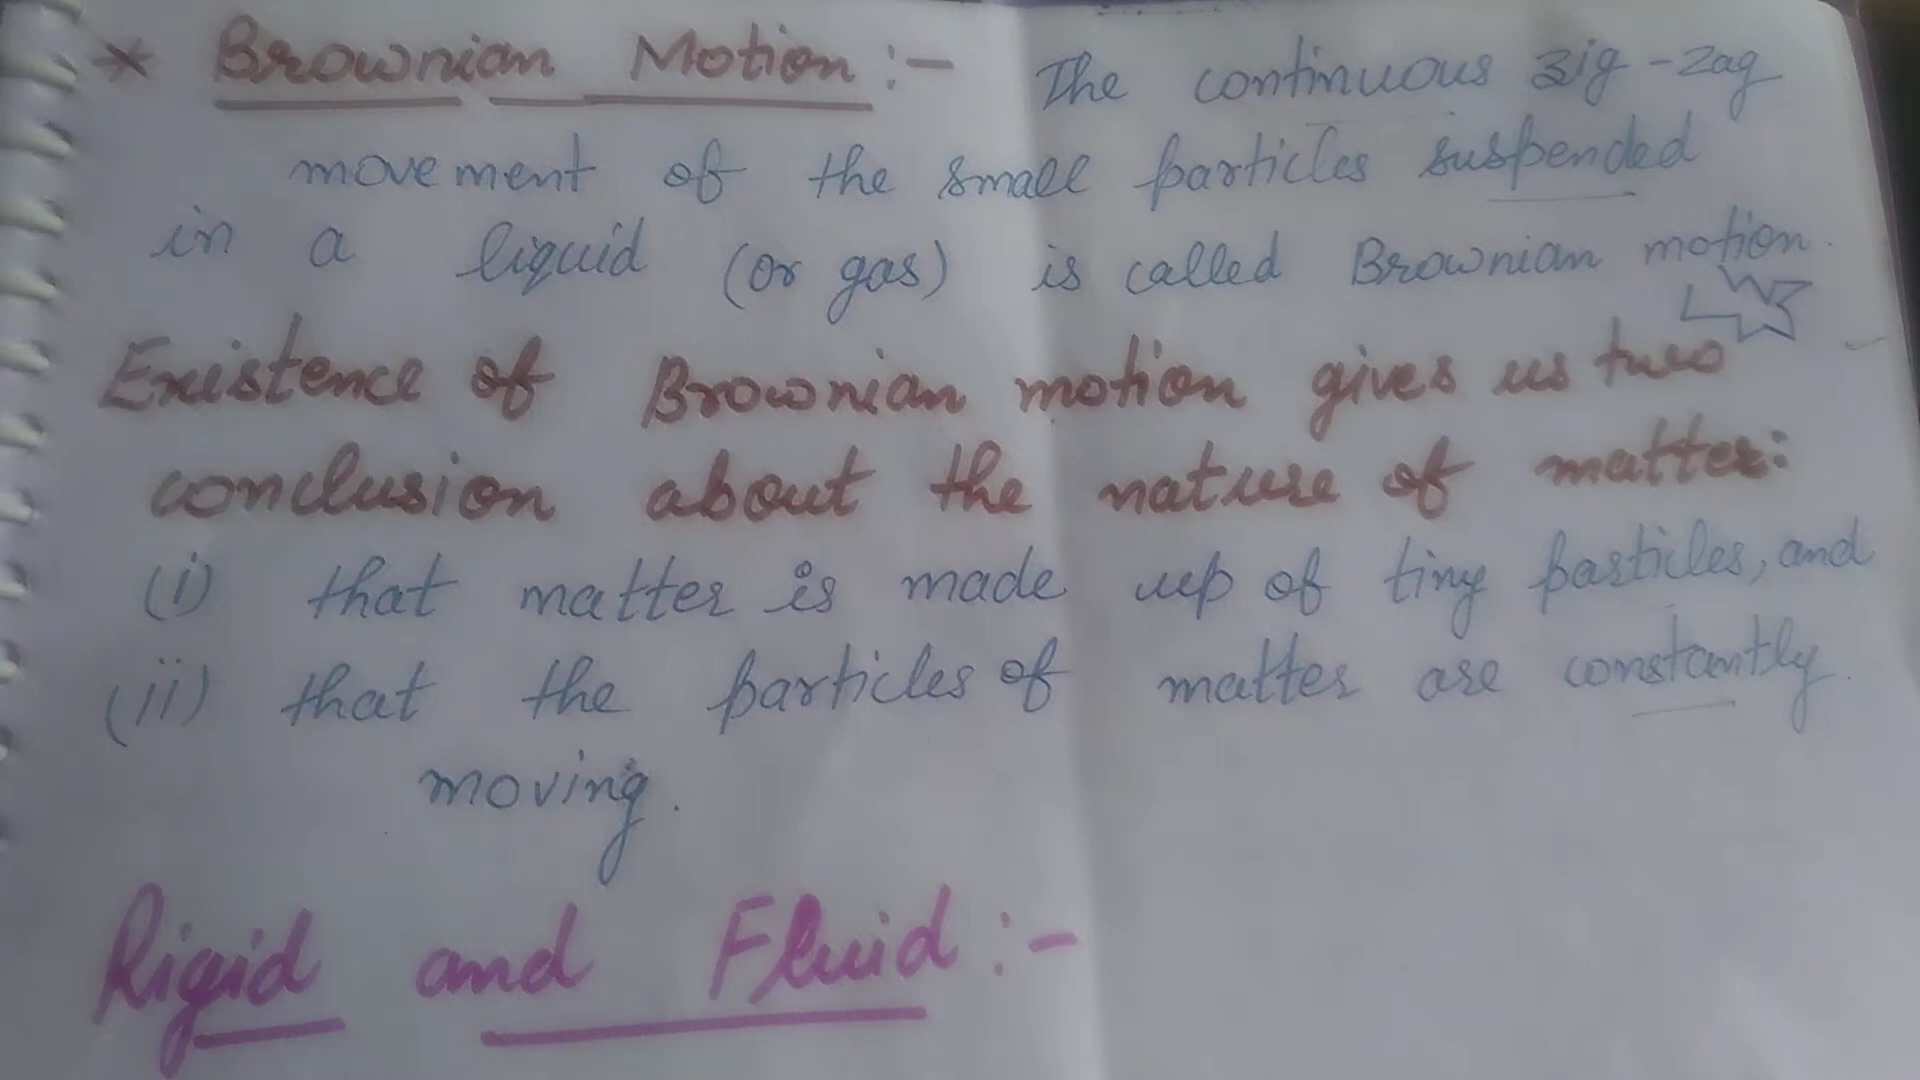 * Brownian Motion :- The continuous zig-zag
movement of the small particles suspended
in a liquid (or gas) is called Brownian motion.
Existence of Brownian motion gives us two
conclusion about the nature of matter:
(i) that matter is made up of tiny particles, and
(ii) that the particles of matter are constantly
moving.
Rigid and Fluid :-